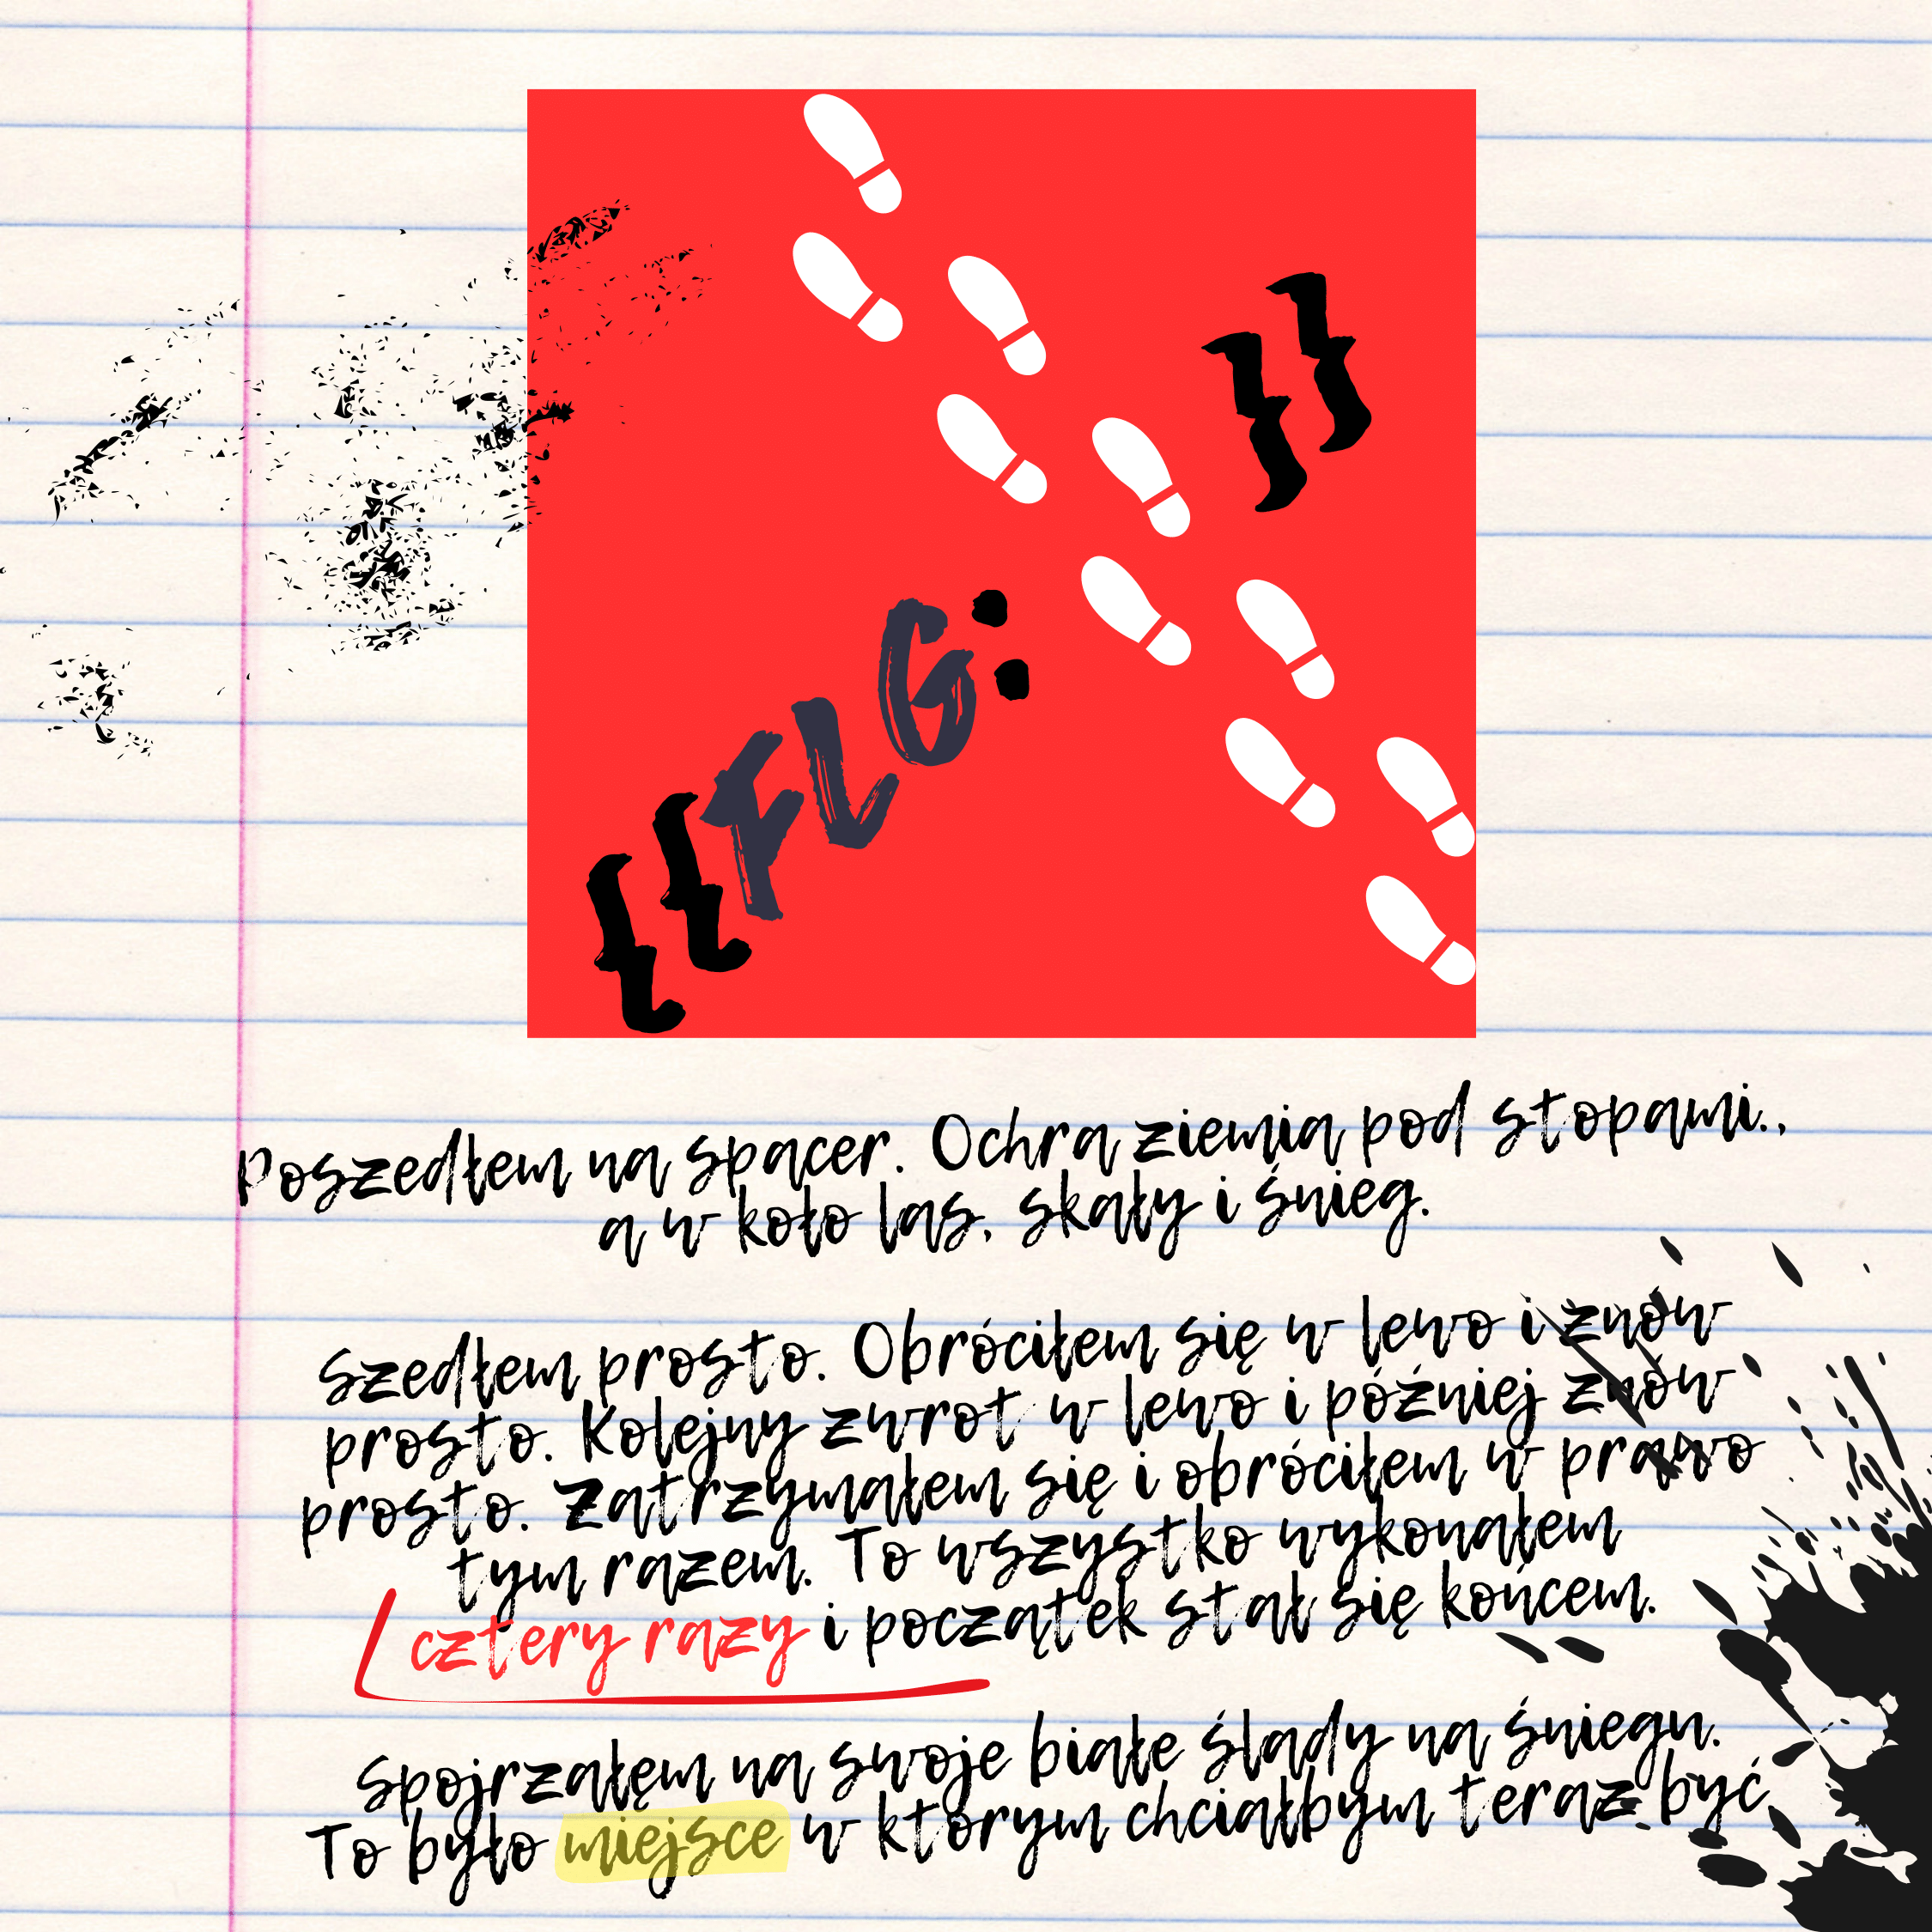 }}
{{FLG:
Poszedłem na spacer. Ochra ziemia pod stopami.,
a w koło las, skały i śnieg.
Szedłem prosto. Obróciłem się w lewo i znów
prosto. Kolejny zwrot w lewo i później znów
prosto. Zatrzymałem się i obróciłem w prawo
tym razem. To wszystko wykonałem
cztery razy i początek stał się końcem.
Spojrzałęm na swoje białe ślady na śniegu.
To było miejsce w ktorym chciałbym teraz być